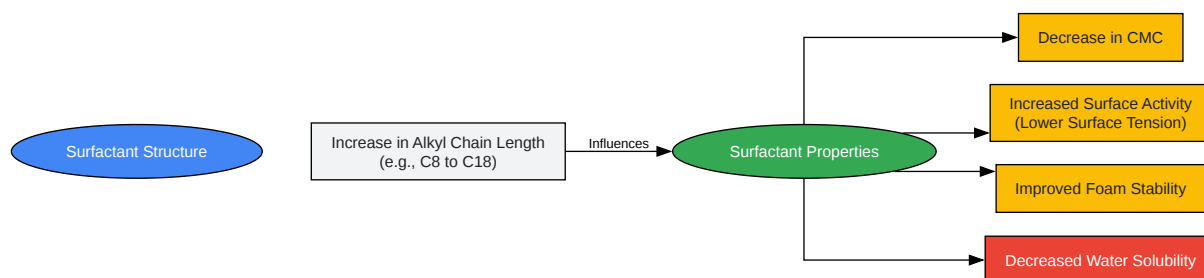 Surfactant Structure
Increase in Alkyl Chain Length
(e.g., C8 to C18)
Influences
Surfactant Properties
Decrease in CMC
Increased Surface Activity
(Lower Surface Tension)
Improved Foam Stability
Decreased Water Solubility